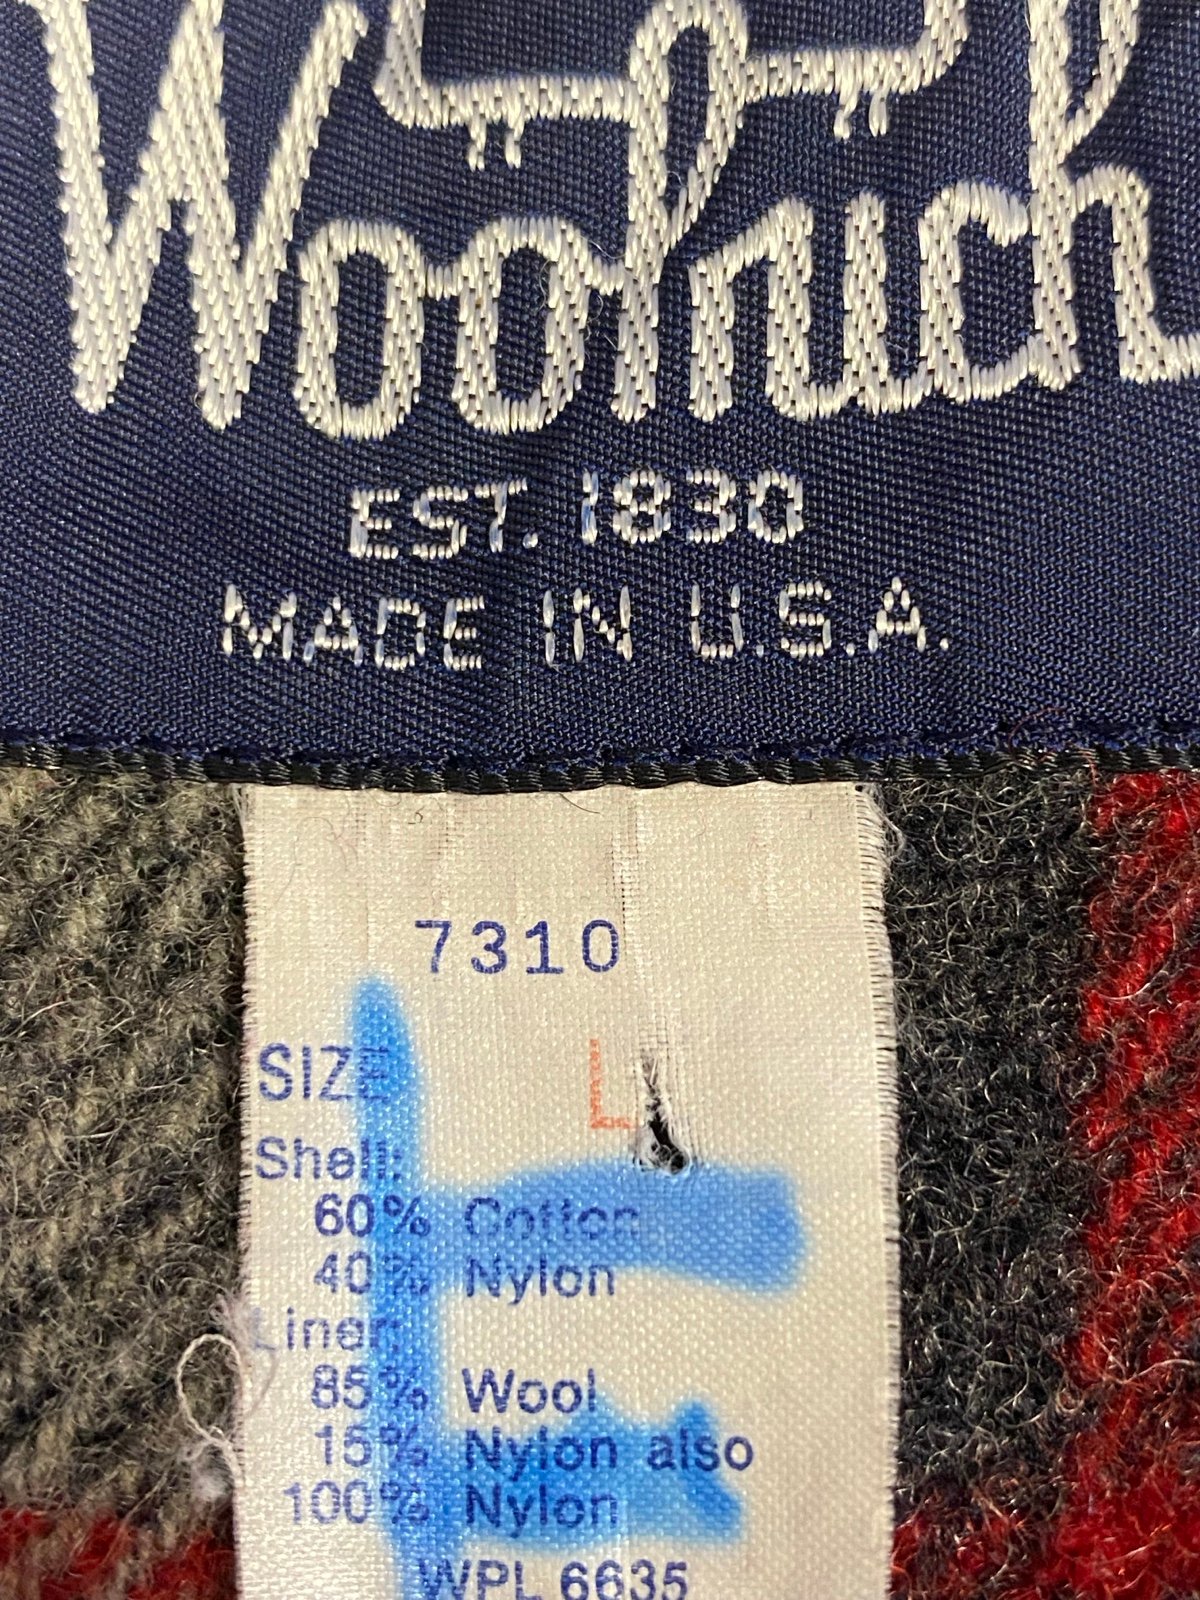 Woolrich
EST. 1830
MADE IN U.S.A.
7310
SIZE L
Shell:
60% Cotton
40% Nylon
Liner:
85% Wool
15% Nylon also
100% Nylon
WPL 6635